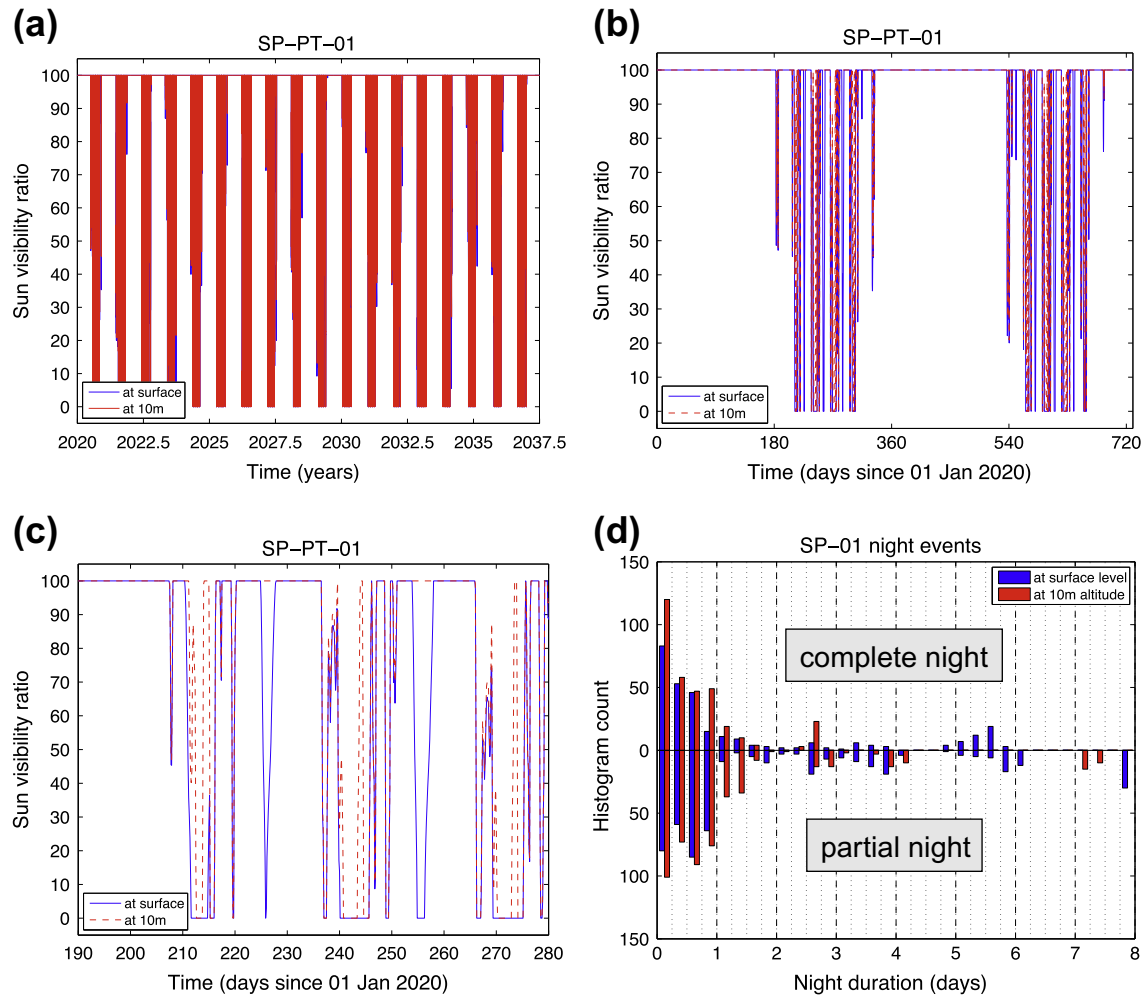 (a)
SP-PT-01
Sun visibility ratio
100
90
80
70
60
50
40
30
20
10
0
at surface
at 10m
2020 2022.5 2025 2027.5 2030 2032.5 2035 2037.5
Time (years)
(b)
SP-PT-01
Sun visibility ratio
100
90
80
70
60
50
40
30
20
10
0
at surface
at 10m
0 180 360 540 720
Time (days since 01 Jan 2020)
(c)
SP-PT-01
Sun visibility ratio
100
90
80
70
60
50
40
30
20
10
0
at surface
at 10m
190 200 210 220 230 240 250 260 270 280
Time (days since 01 Jan 2020)
(d)
SP-01 night events
Histogram count
150
100
50
0
50
100
150
at surface level
at 10m altitude
complete night
partial night
0 1 2 3 4 5 6 7 8
Night duration (days)